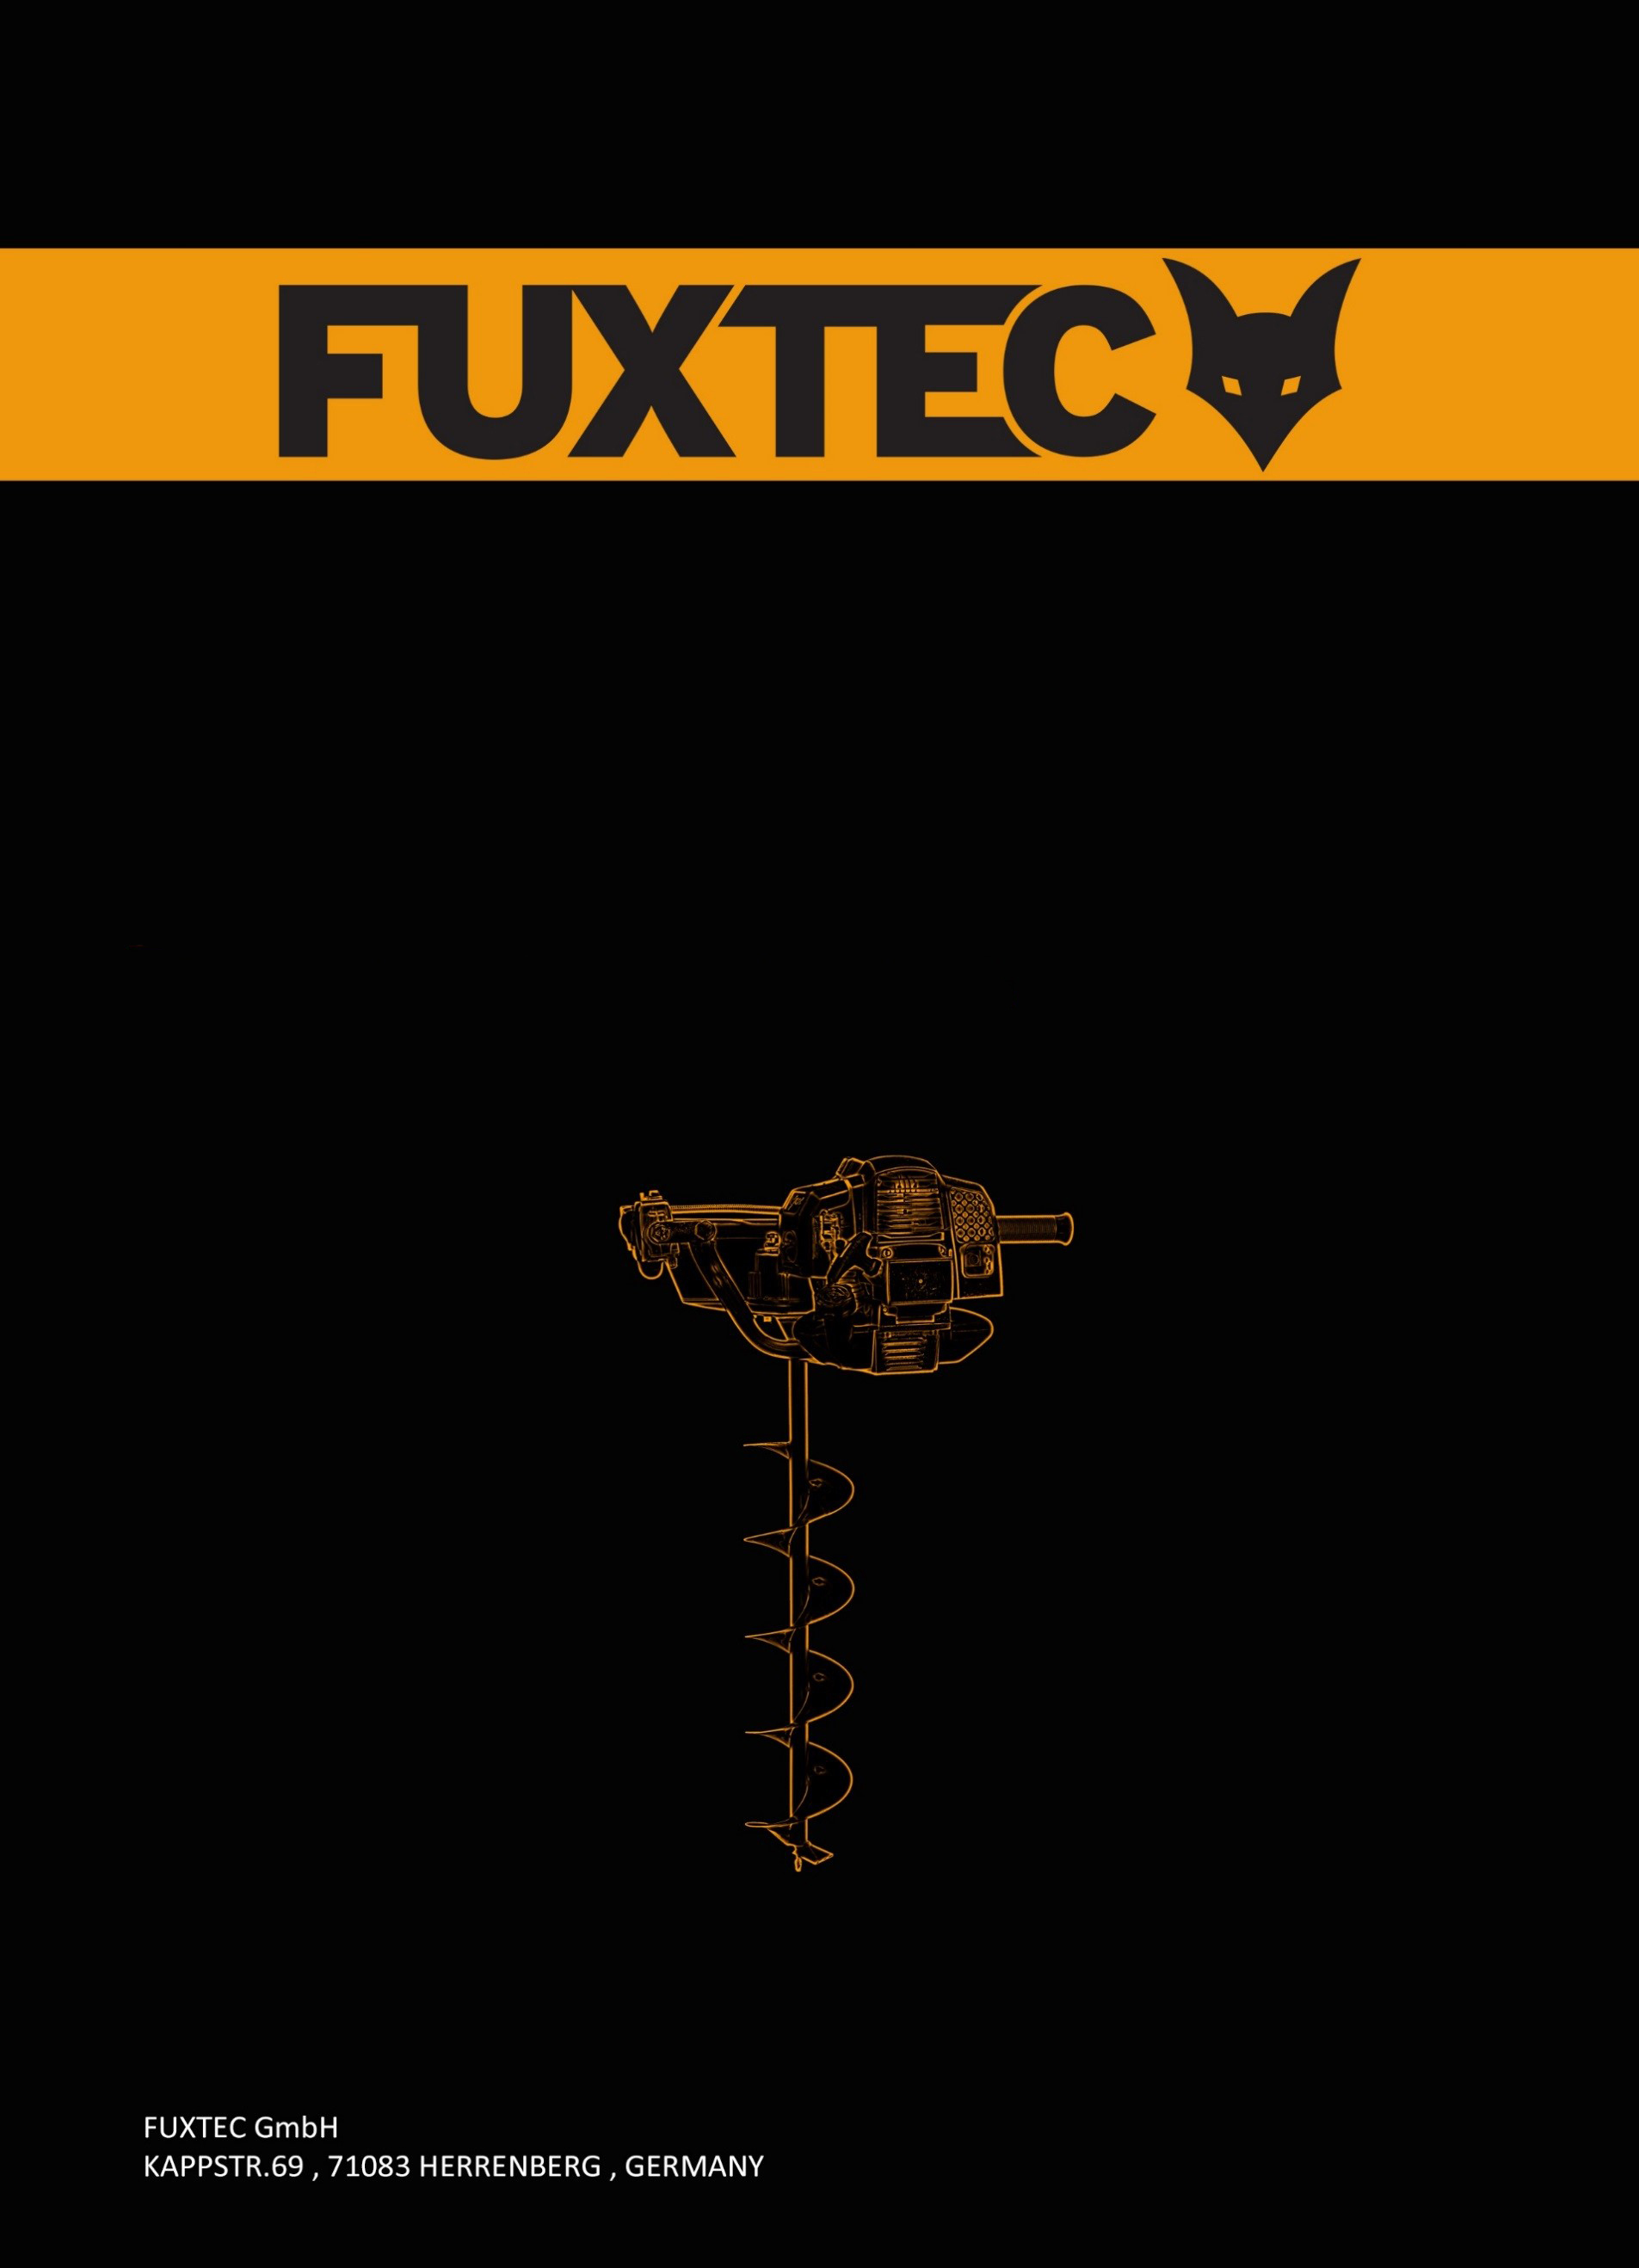 FUXTEC
FUXTEC GmbH
KAPPSTR.69 , 71083 HERRENBERG , GERMANY